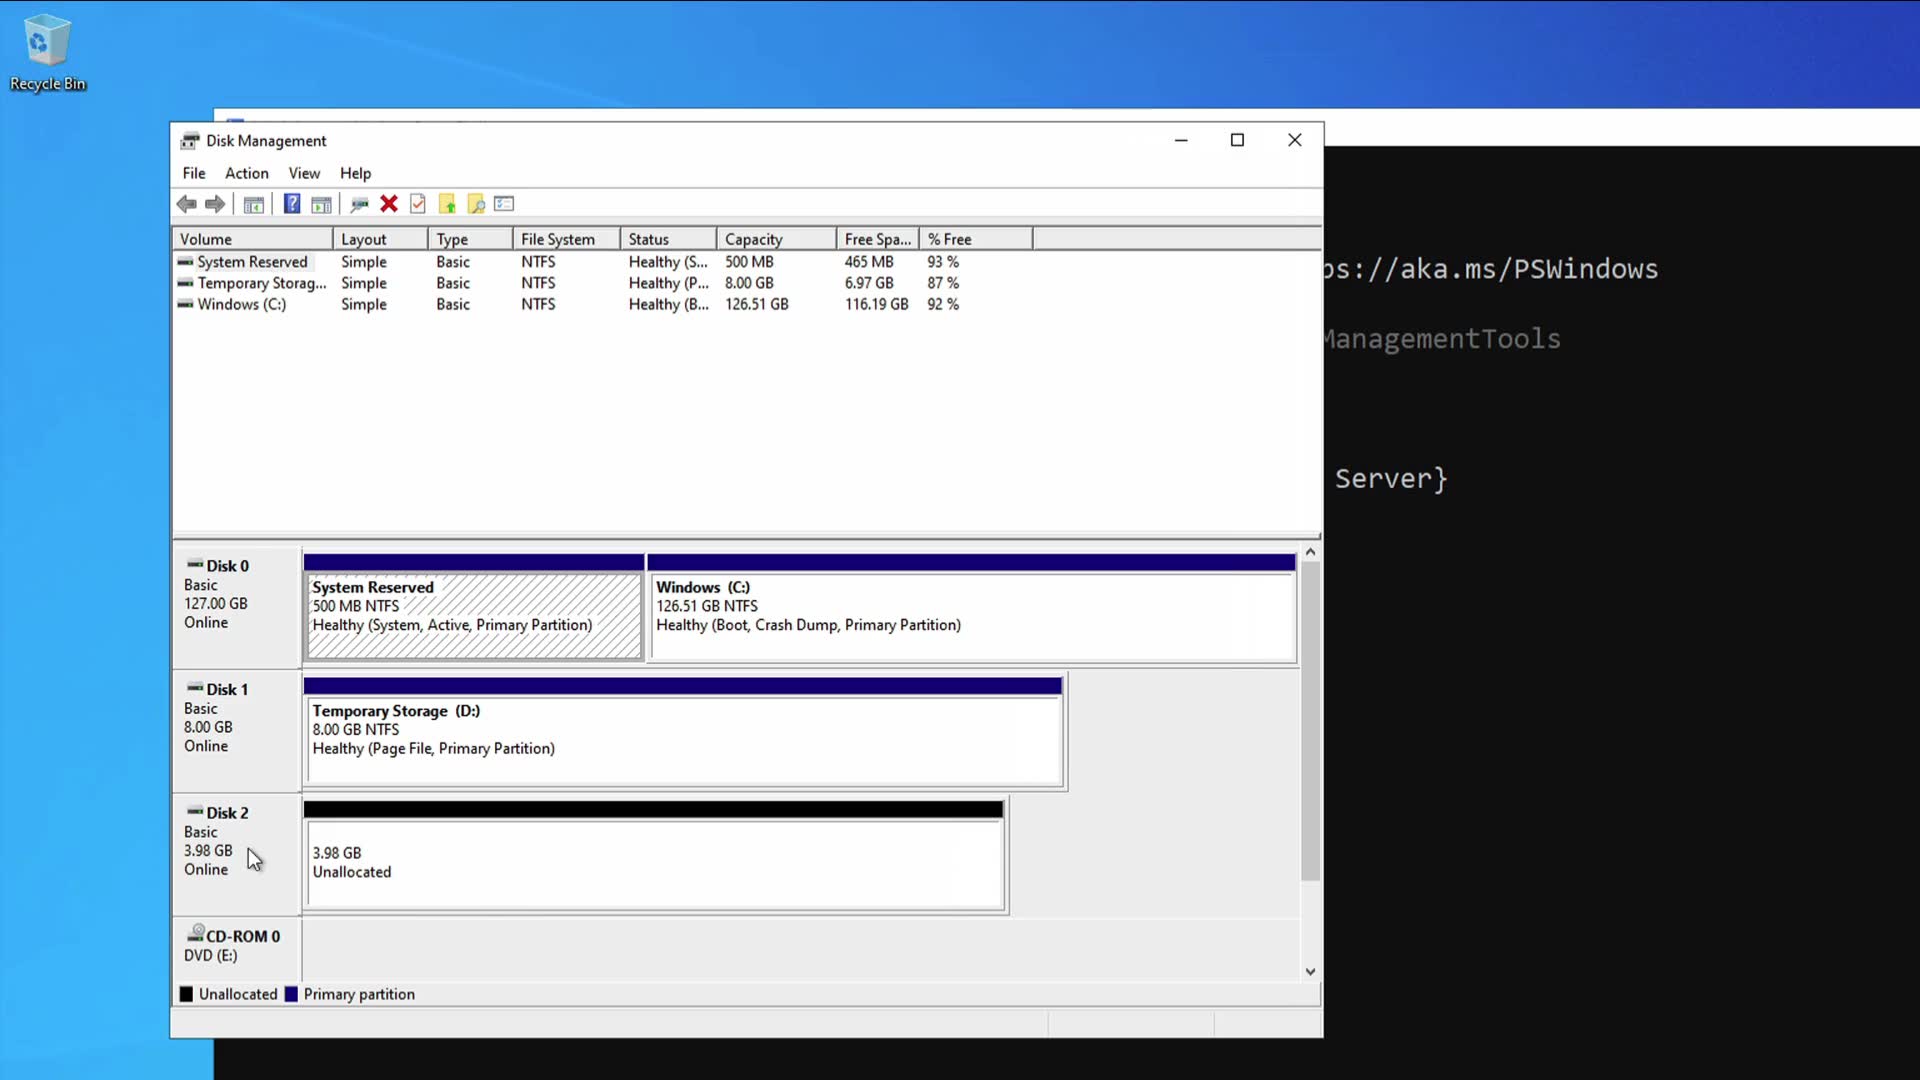 Recycle Bin
Disk Management
File Action View Help
Volume Layout Type File System Status Capacity Free Spa... % Free
System Reserved Simple Basic NTFS Healthy (S... 500 MB 465 MB 93 %
Temporary Storag... Simple Basic NTFS Healthy (P... 8.00 GB 6.97 GB 87 %
Windows (C:) Simple Basic NTFS Healthy (B... 126.51 GB 116.19 GB 92 %
ps://aka.ms/PSWindows
ManagementTools
Server}
Disk 0
Basic
127.00 GB
Online
System Reserved
500 MB NTFS
Healthy (System, Active, Primary Partition)
Windows (C:)
126.51 GB NTFS
Healthy (Boot, Crash Dump, Primary Partition)
Disk 1
Basic
8.00 GB
Online
Temporary Storage (D:)
8.00 GB NTFS
Healthy (Page File, Primary Partition)
Disk 2
Basic
3.98 GB
Online
3.98 GB
Unallocated
CD-ROM 0
DVD (E:)
Unallocated Primary partition